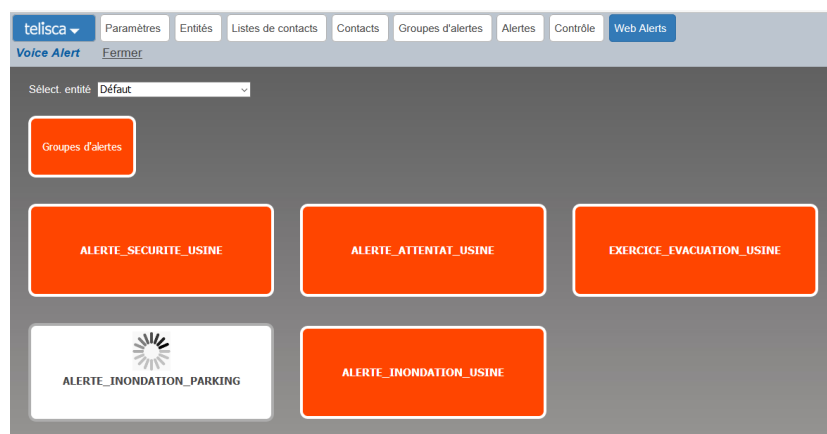 telisca Paramètres Entités Listes de contacts Contacts Groupes d'alertes Alertes Contrôle Web Alerts
Voice Alert Fermer
Sélect. entité Défaut
Groupes d'alertes
ALERTE_SECURITE_USINE ALERTE_ATTENTAT_USINE EXERCICE_EVACUATION_USINE
ALERTE_INONDATION_PARKING ALERTE_INONDATION_USINE